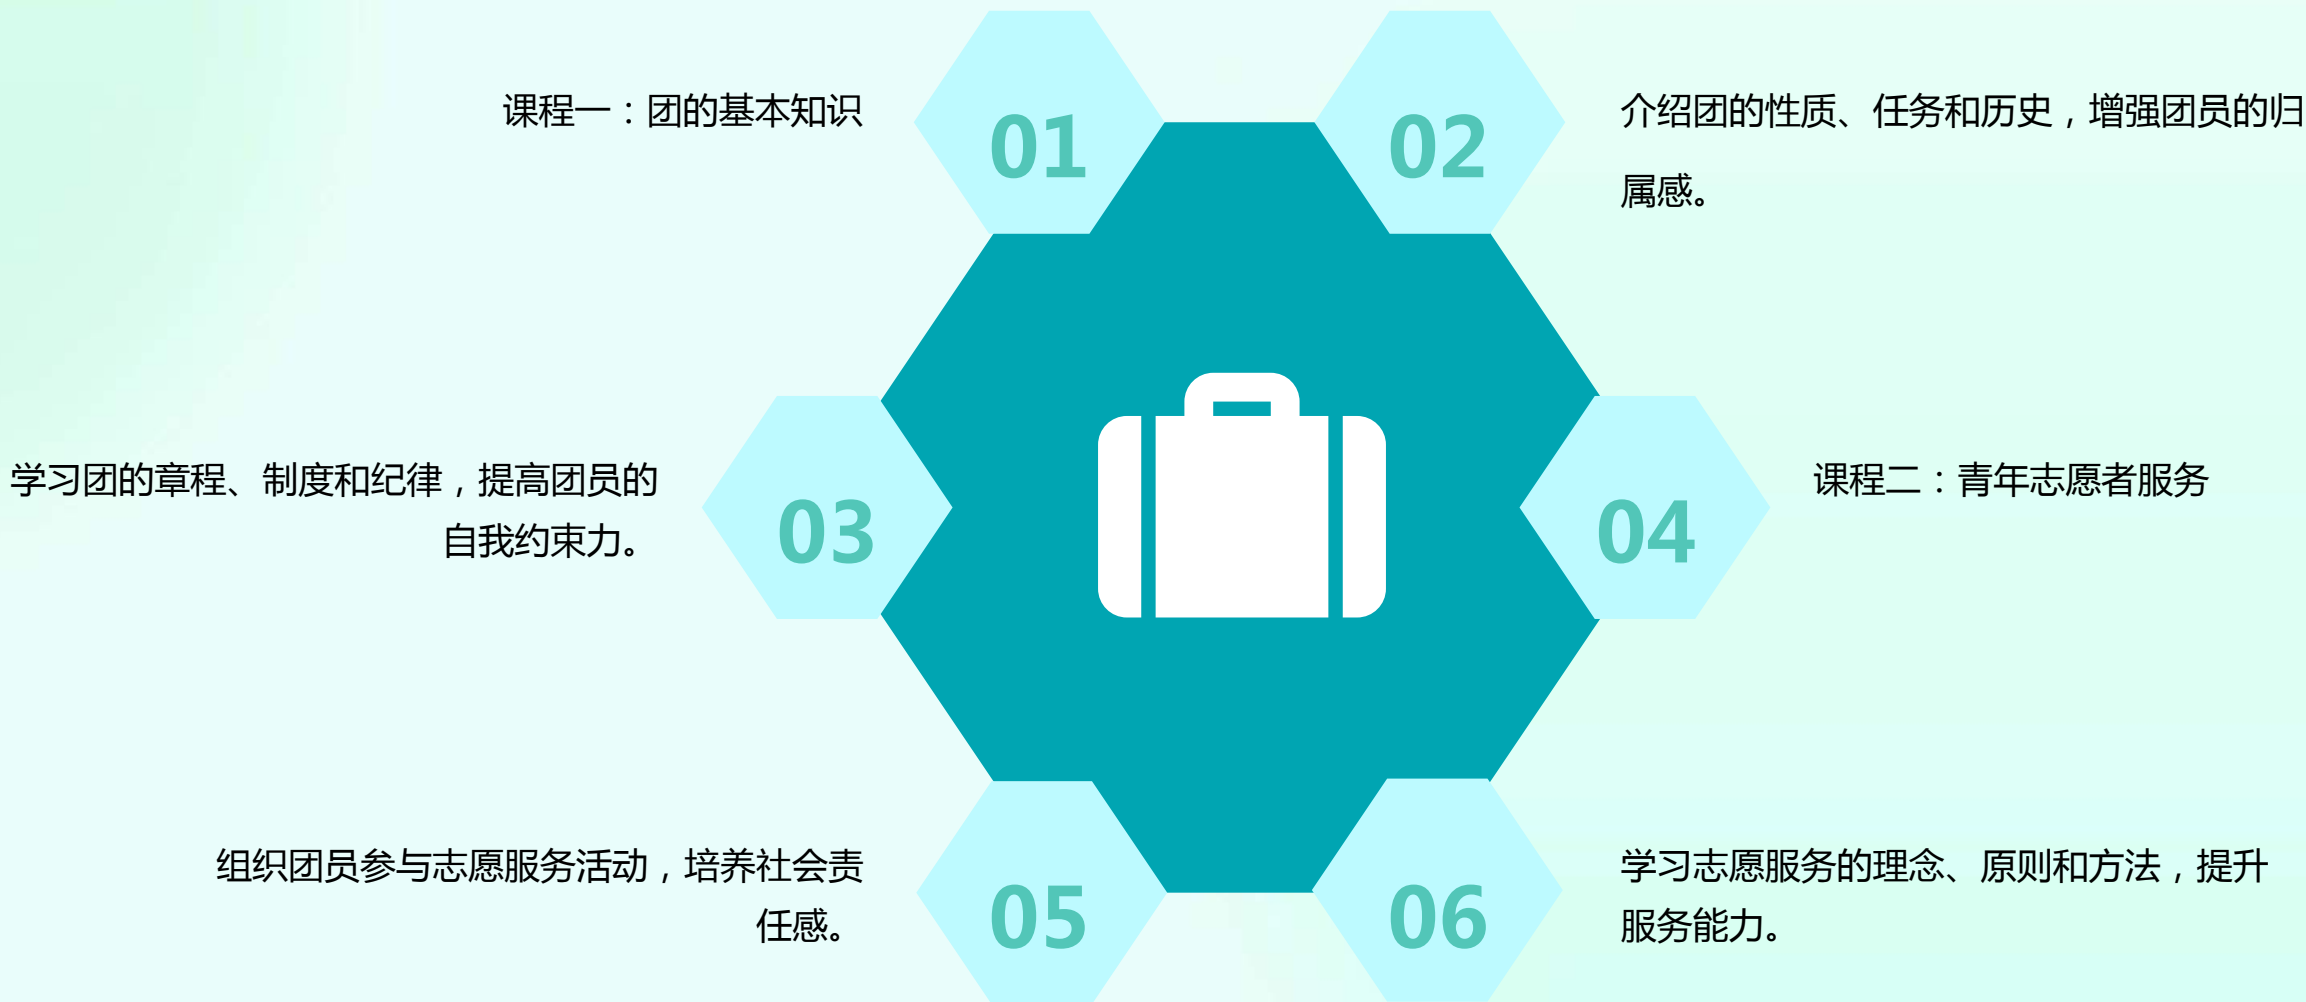 课程一：团的基本知识
01
02
介绍团的性质、任务和历史，增强团员的归
属感。
学习团的章程、制度和纪律，提高团员的
自我约束力。
03
04
课程二：青年志愿者服务
组织团员参与志愿服务活动，培养社会责
任感。
05
06
学习志愿服务的理念、原则和方法，提升
服务能力。